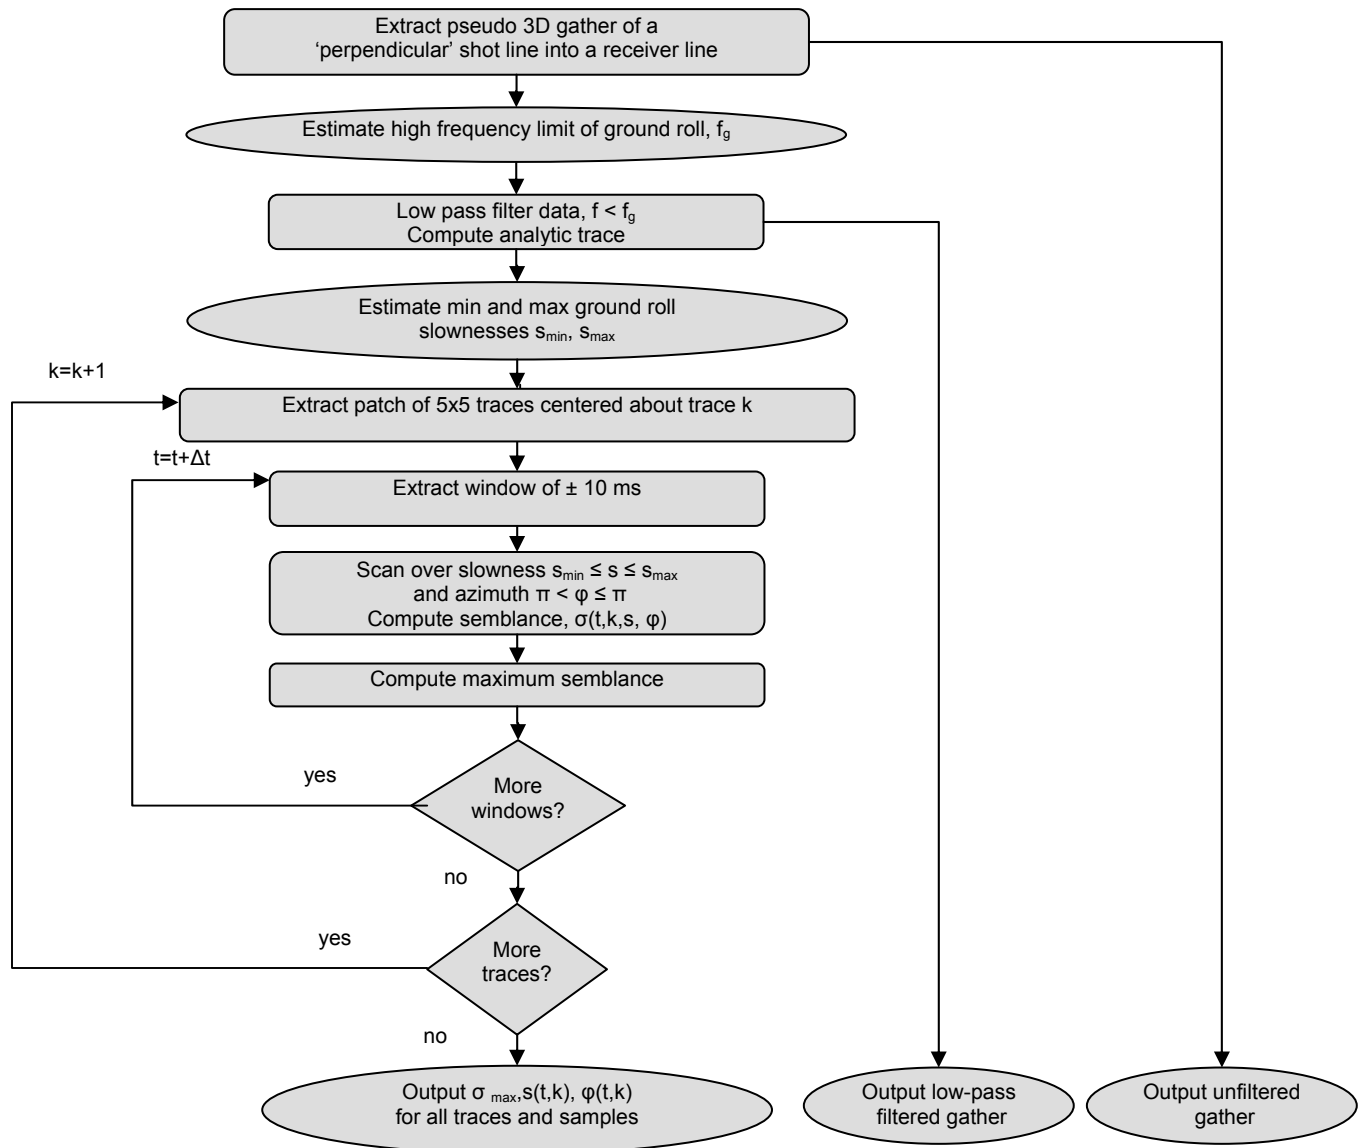 Extract pseudo 3D gather of a
‘perpendicular’ shot line into a receiver line
Estimate high frequency limit of ground roll, fg
Low pass filter data, f < fg
Compute analytic trace
Estimate min and max ground roll
slownesses smin, smax
k=k+1
Extract patch of 5x5 traces centered about trace k
t=t+Δt
Extract window of ± 10 ms
Scan over slowness smin ≤ s ≤ smax
and azimuth π < φ ≤ π
Compute semblance, σ(t,k,s, φ)
Compute maximum semblance
More
windows?
yes
no
More
traces?
yes
no
Output σ max,s(t,k), φ(t,k)
for all traces and samples
Output low-pass
filtered gather
Output unfiltered
gather